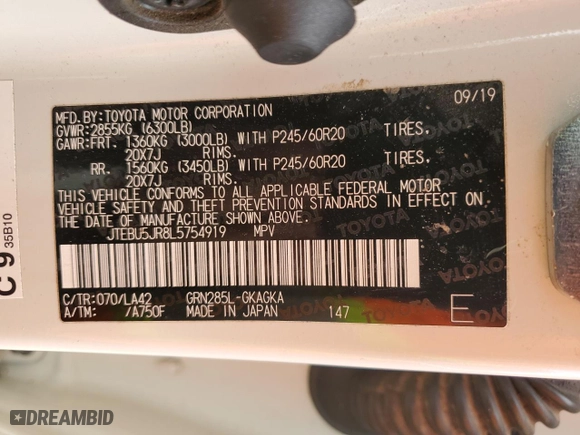 MFD.BY:TOYOTA MOTOR CORPORATION 09/19
GVWR:2855KG (6300LB)
GAWR:FRT. 1360KG (3000LB) WITH P245/60R20 TIRES.
20X7J RIMS.
RR. 1560KG (3450LB) WITH P245/60R20 TIRES.
20X7J RIMS.
THIS VEHICLE CONFORMS TO ALL APPLICABLE FEDERAL MOTOR
VEHICLE SAFETY AND THEFT PREVENTION STANDARDS IN EFFECT ON
THE DATE OF MANUFACTURE SHOWN ABOVE.
JTEBU5JR8L5754919 MPV
C/TR:070/LA42 GRN285L-GKAGKA
A/TM: /A750F MADE IN JAPAN 147 E
C 9 35B10
DREAMBID